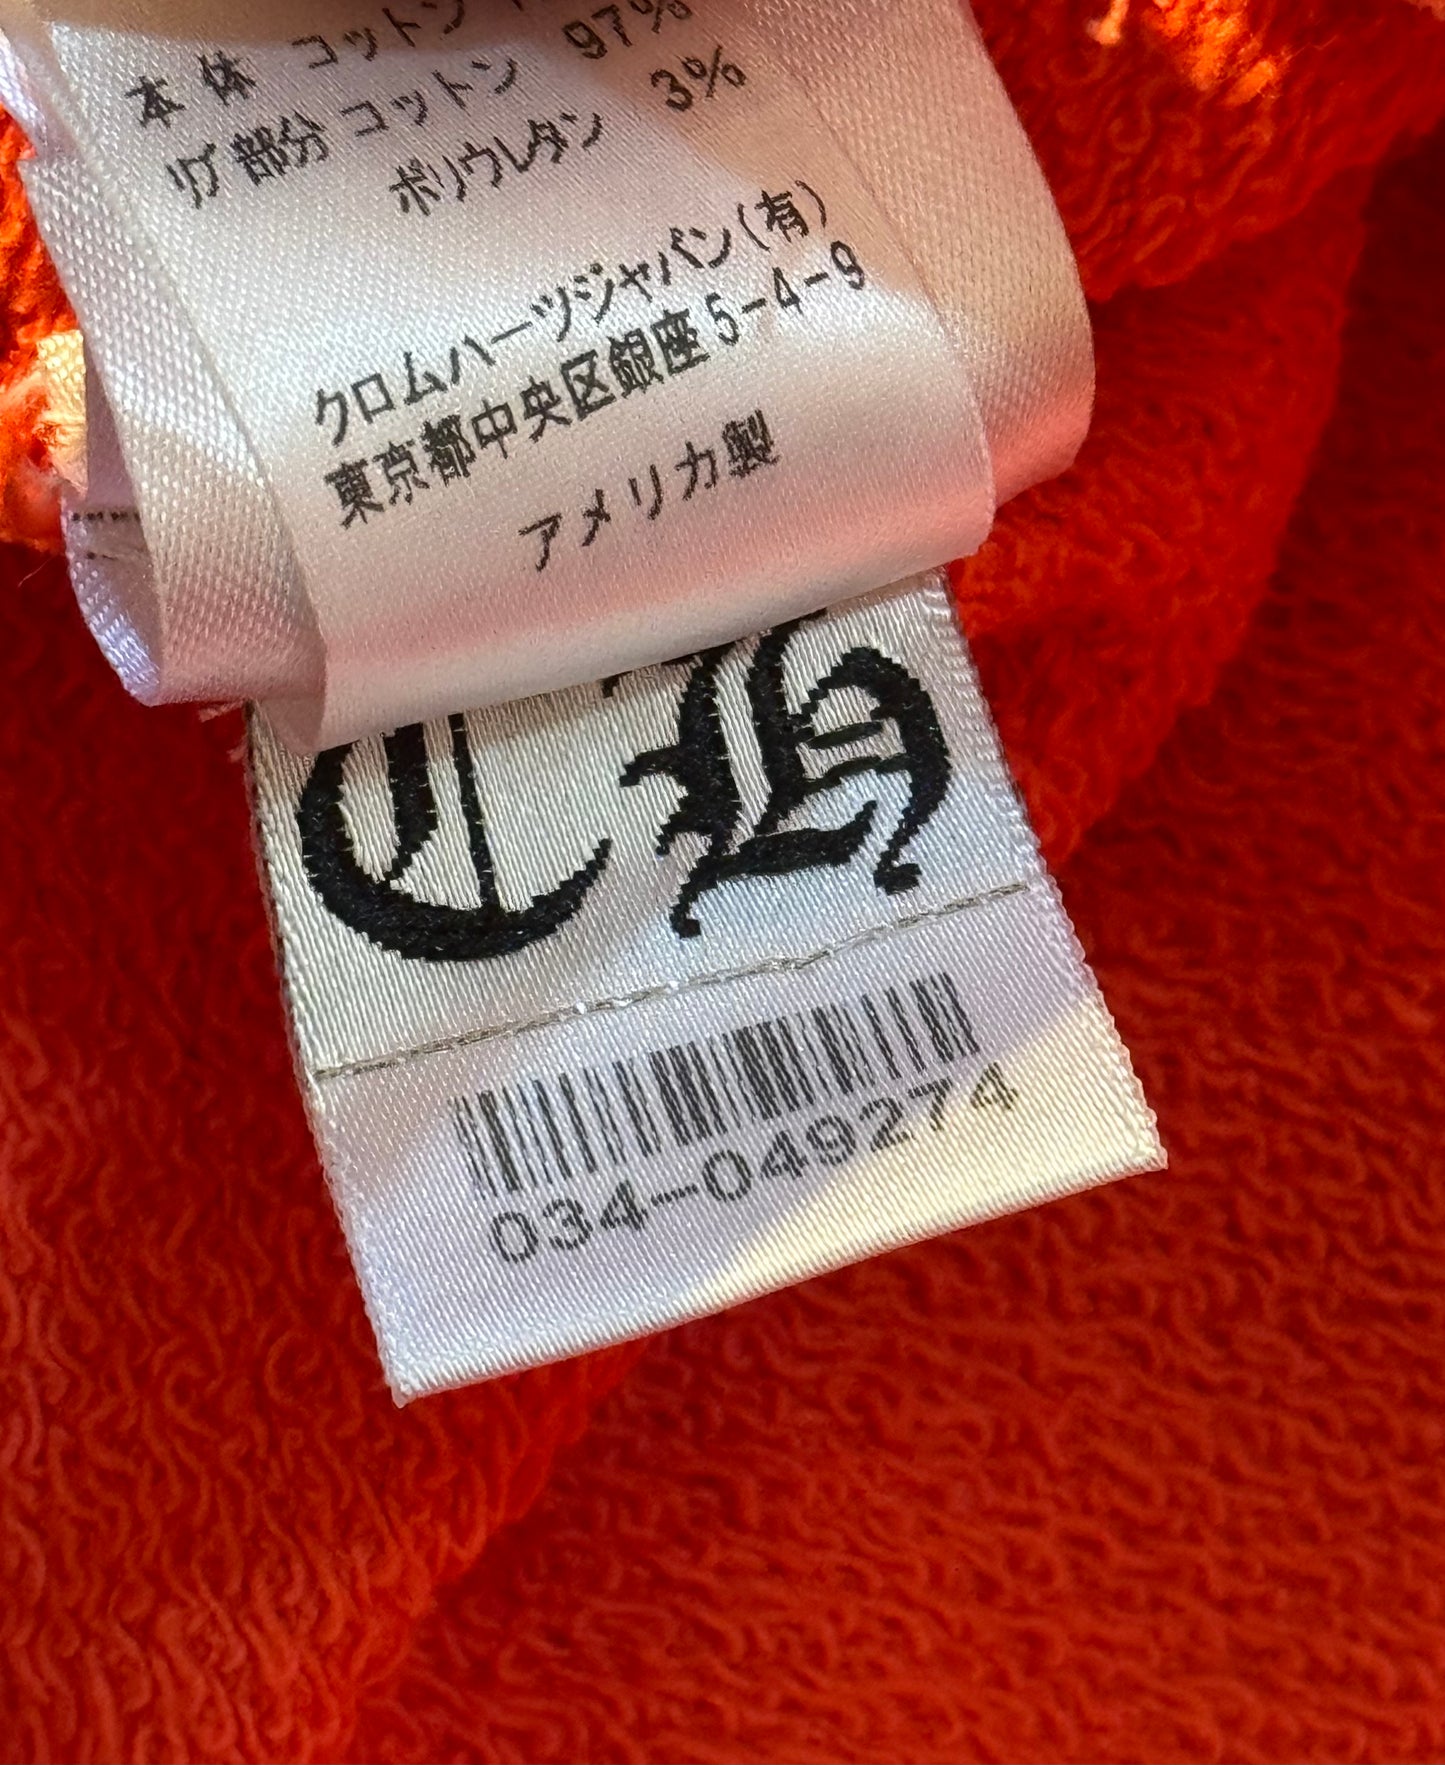 本体 コットン
リブ部分 コットン 97%
ポリウレタン 3%
クロムハーツジャパン(有)
東京都中央区銀座5-4-9
アメリカ製
CH
034-049274